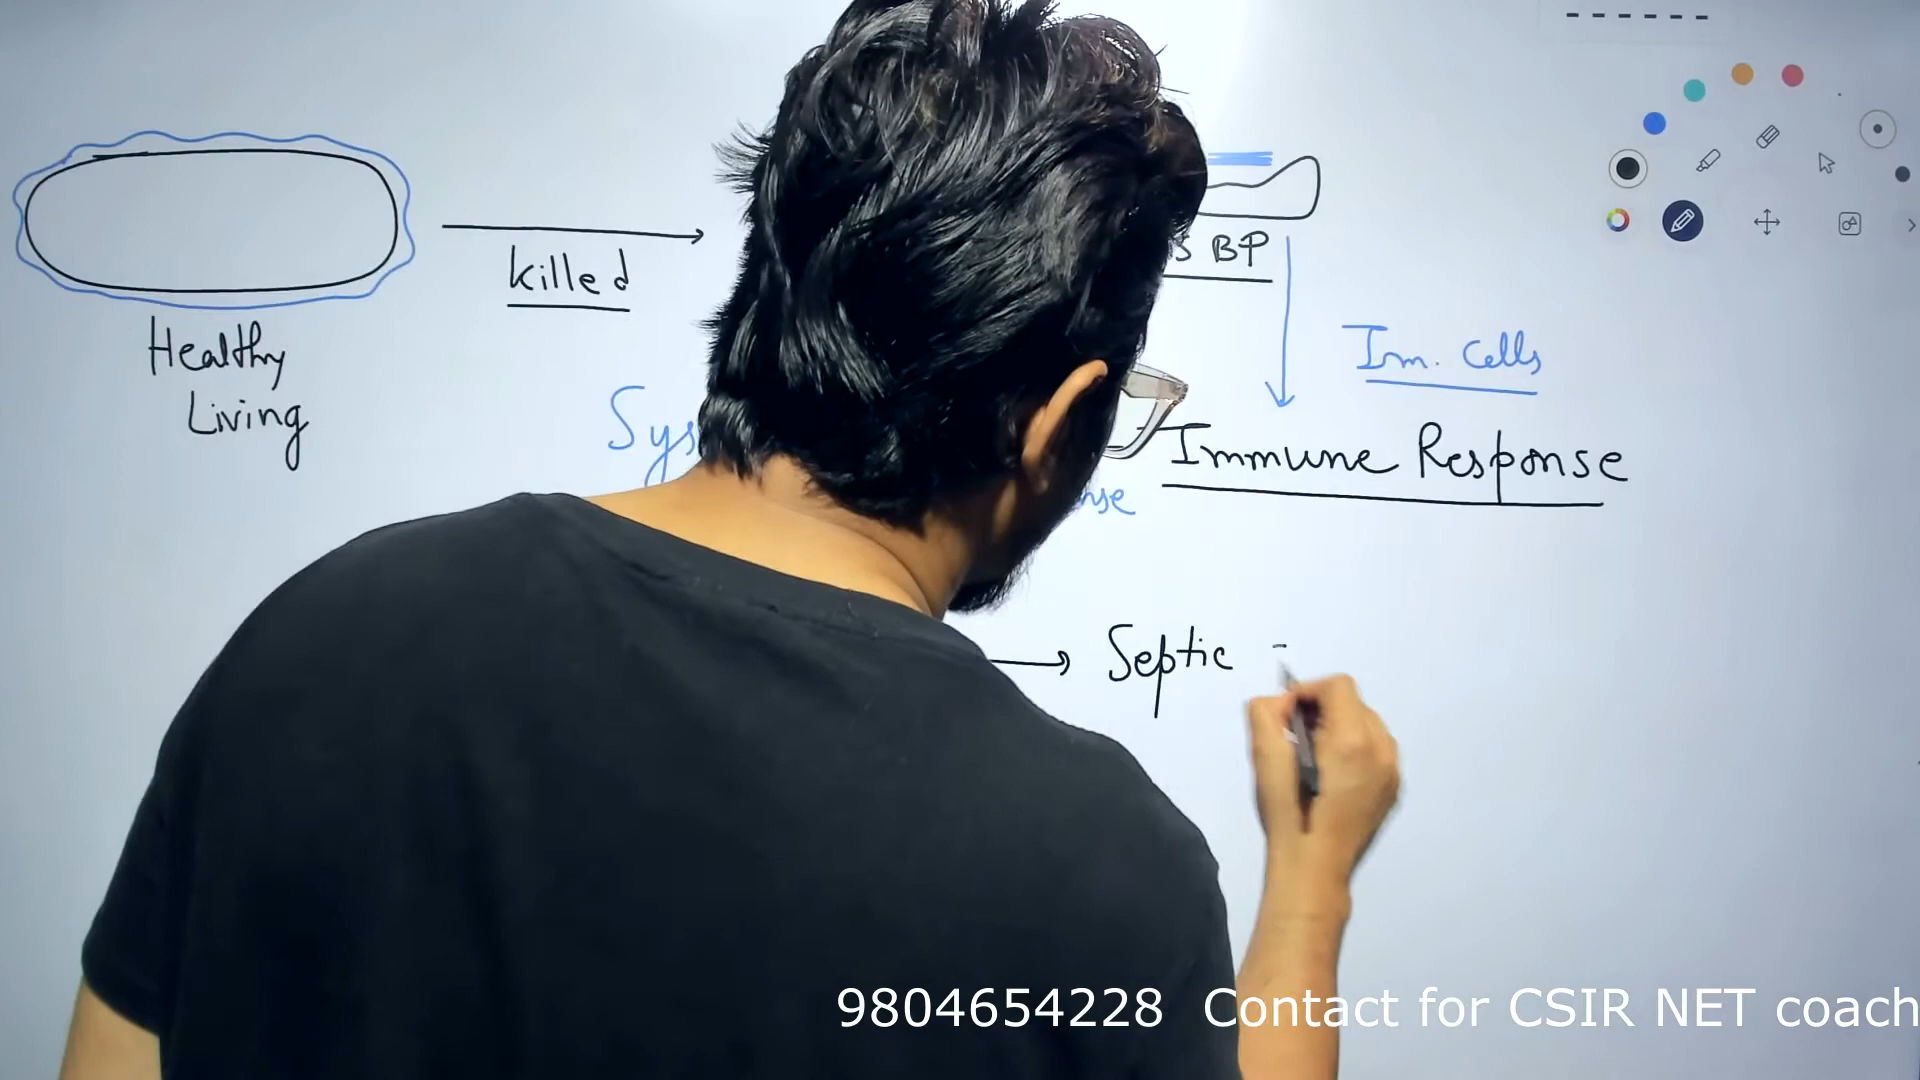 killed
BP
Healthy
Living
Im. Cells
Immune Response
Septic
9804654228 Contact for CSIR NET coach